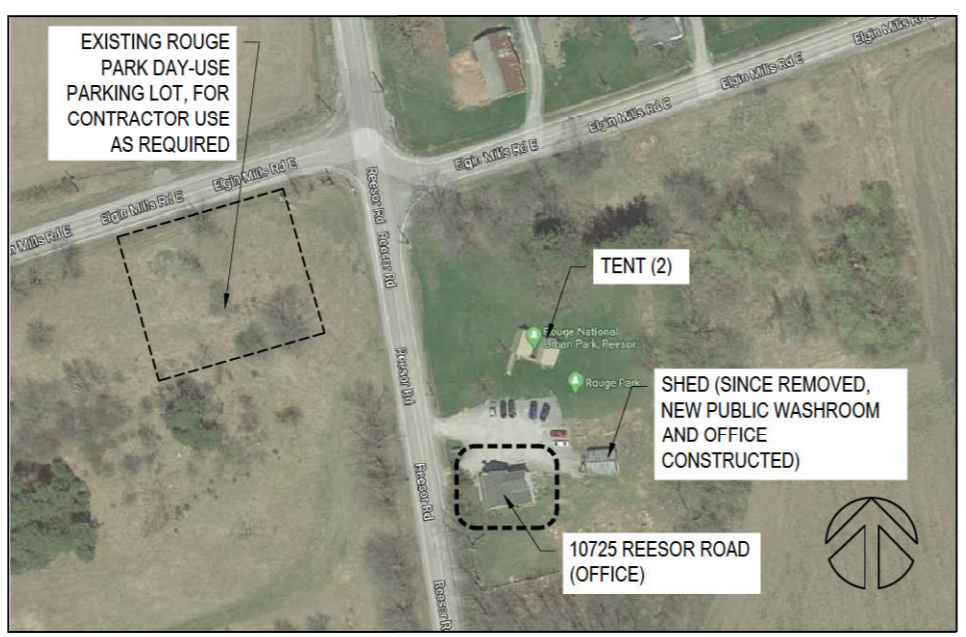 EXISTING ROUGE
PARK DAY-USE
PARKING LOT, FOR
CONTRACTOR USE
AS REQUIRED
Elgin Mills Rd E
Elgin Mills Rd E
Elgin Mills Rd E
Elgin Mills Rd E
Elgin Mills Rd E
Elgin Mills Rd E
n Mills Rd E
Reesor Rd
Reesor Rd
TENT (2)
Rouge National
Urban Park, Reesor...
Reesor Rd
Rouge Park
SHED (SINCE REMOVED,
NEW PUBLIC WASHROOM
AND OFFICE
CONSTRUCTED)
Reesor Rd
10725 REESOR ROAD
(OFFICE)
Reesor R